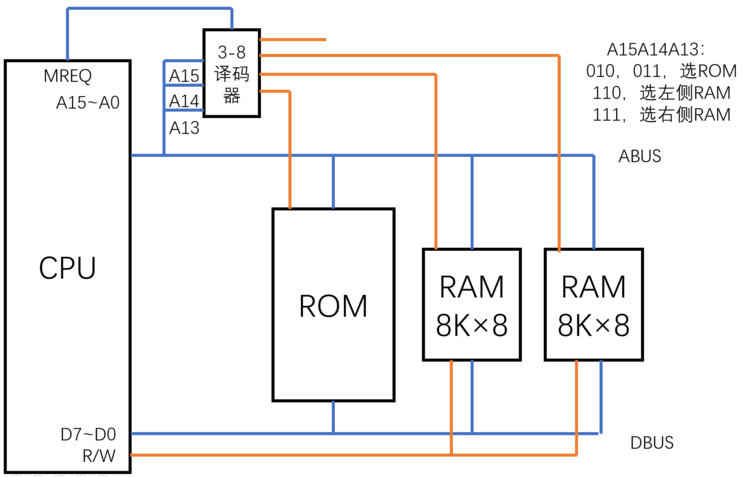 MREQ
A15~A0
3-8
译码
器
A15
A14
A13
A15A14A13:
010, 011, 选ROM
110, 选左侧RAM
111, 选右侧RAM
ABUS
CPU
ROM
RAM
8K×8
RAM
8K×8
D7~D0
R/W
DBUS